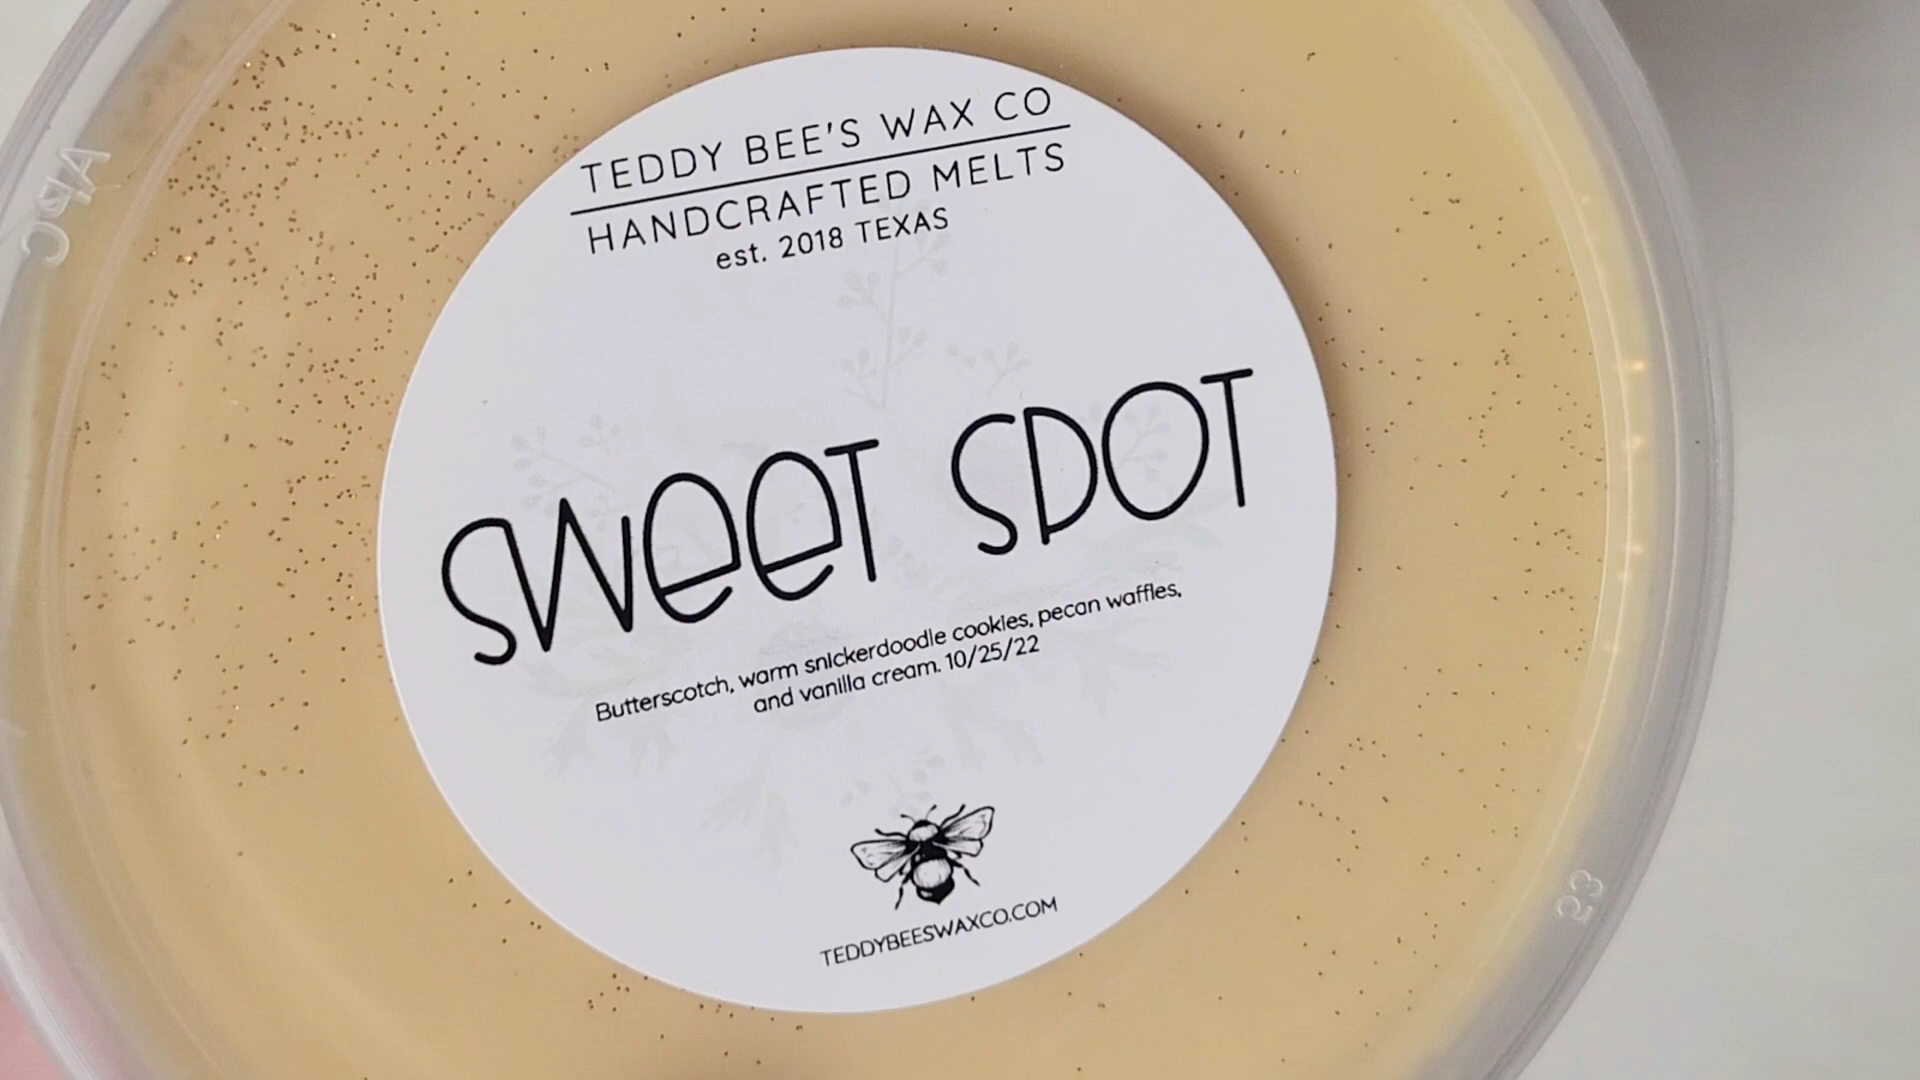 TEDDY BEE'S WAX CO
HANDCRAFTED MELTS
est. 2018 TEXAS
SWEET SPOT
Butterscotch, warm snickerdoodle cookies, pecan waffles,
and vanilla cream. 10/25/22
TEDDYBEESWAXCO.COM
23